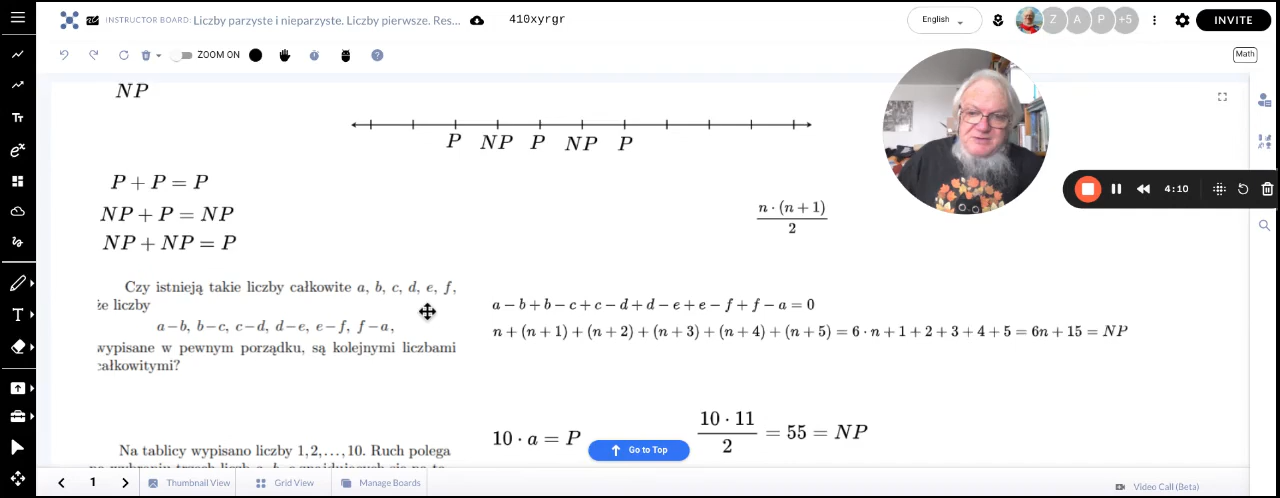 INSTRUCTOR BOARD: Liczby parzyste i nieparzyste. Liczby pierwsze. Res... 410xyrgr English Z A P +5 INVITE
ZOOM ON Math
NP
P NP P NP P
P + P = P
NP + P = NP
NP + NP = P
4:10
n · (n + 1) / 2
Czy istnieją takie liczby całkowite a, b, c, d, e, f,
że liczby
a−b, b−c, c−d, d−e, e−f, f−a,
wypisane w pewnym porządku, są kolejnymi liczbami
całkowitymi?
a − b + b − c + c − d + d − e + e − f + f − a = 0
n + (n + 1) + (n + 2) + (n + 3) + (n + 4) + (n + 5) = 6 · n + 1 + 2 + 3 + 4 + 5 = 6n + 15 = NP
10 · a = P
10 · 11 / 2 = 55 = NP
Go to Top
Na tablicy wypisano liczby 1, 2, ..., 10. Ruch polega
1 Thumbnail View Grid View Manage Boards Video Call (Beta)